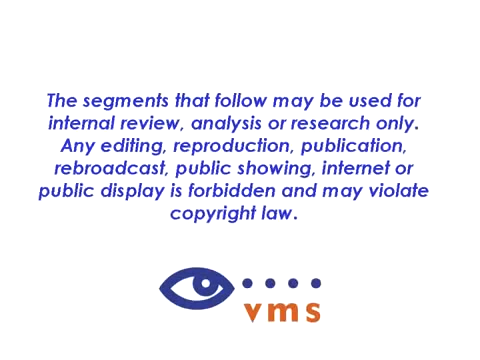 The segments that follow may be used for
internal review, analysis or research only.
Any editing, reproduction, publication,
rebroadcast, public showing, internet or
public display is forbidden and may violate
copyright law.
vms